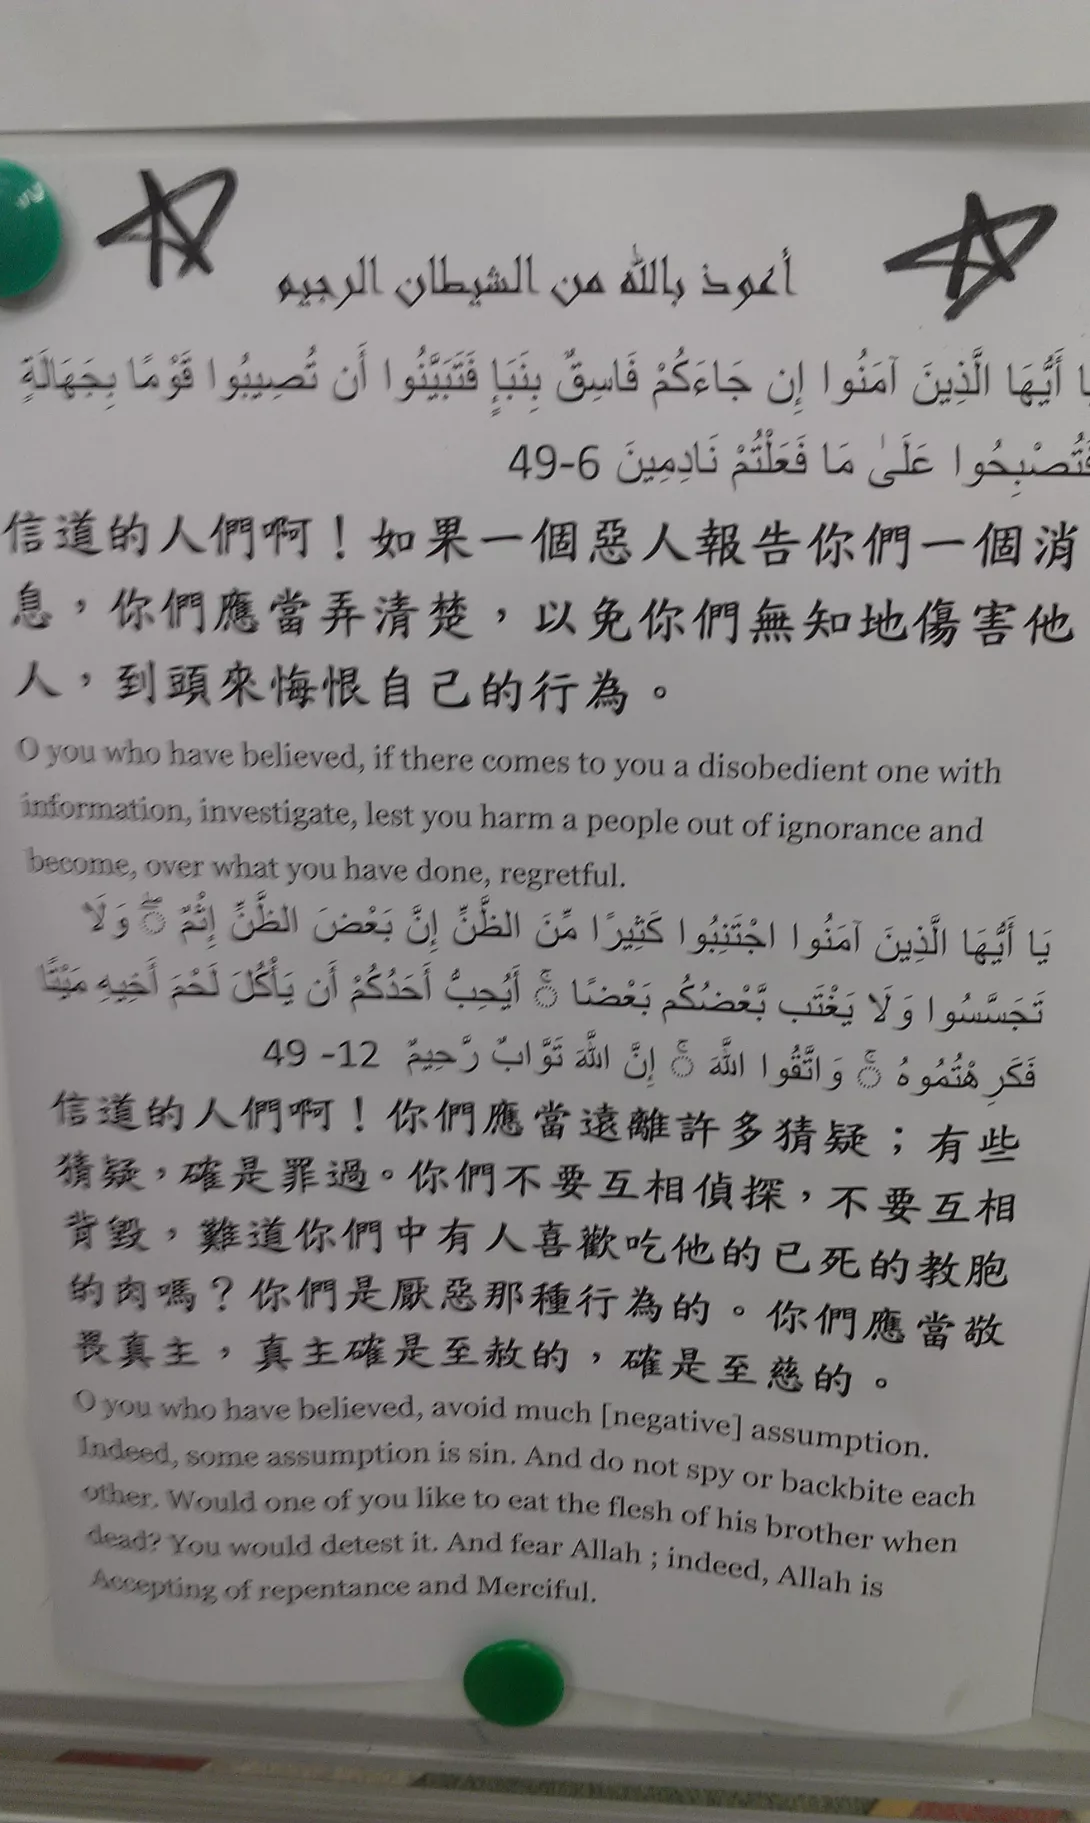 أعوذ بالله من الشيطان الرجيم
يَا أَيُّهَا الَّذِينَ آمَنُوا إِن جَاءَكُمْ فَاسِقٌ بِنَبَإٍ فَتَبَيَّنُوا أَن تُصِيبُوا قَوْمًا بِجَهَالَةٍ
فَتُصْبِحُوا عَلَىٰ مَا فَعَلْتُمْ نَادِمِينَ 49-6
信道的人們啊！如果一個惡人報告你們一個消
息，你們應當弄清楚，以免你們無知地傷害他
人，到頭來悔恨自己的行為。
O you who have believed, if there comes to you a disobedient one with
information, investigate, lest you harm a people out of ignorance and
become, over what you have done, regretful.
يَا أَيُّهَا الَّذِينَ آمَنُوا اجْتَنِبُوا كَثِيرًا مِّنَ الظَّنِّ إِنَّ بَعْضَ الظَّنِّ إِثْمٌ ۖ وَلَا
تَجَسَّسُوا وَلَا يَغْتَب بَّعْضُكُم بَعْضًا ۚ أَيُحِبُّ أَحَدُكُمْ أَن يَأْكُلَ لَحْمَ أَخِيهِ مَيْتًا
فَكَرِهْتُمُوهُ ۚ وَاتَّقُوا اللَّهَ ۚ إِنَّ اللَّهَ تَوَّابٌ رَّحِيمٌ 49 -12
信道的人們啊！你們應當遠離許多猜疑；有些
猜疑，確是罪過。你們不要互相偵探，不要互相
背毀，難道你們中有人喜歡吃他的已死的教胞
的肉嗎？你們是厭惡那種行為的。你們應當敬
畏真主，真主確是至赦的，確是至慈的。
O you who have believed, avoid much [negative] assumption.
Indeed, some assumption is sin. And do not spy or backbite each
other. Would one of you like to eat the flesh of his brother when
dead? You would detest it. And fear Allah ; indeed, Allah is
Accepting of repentance and Merciful.